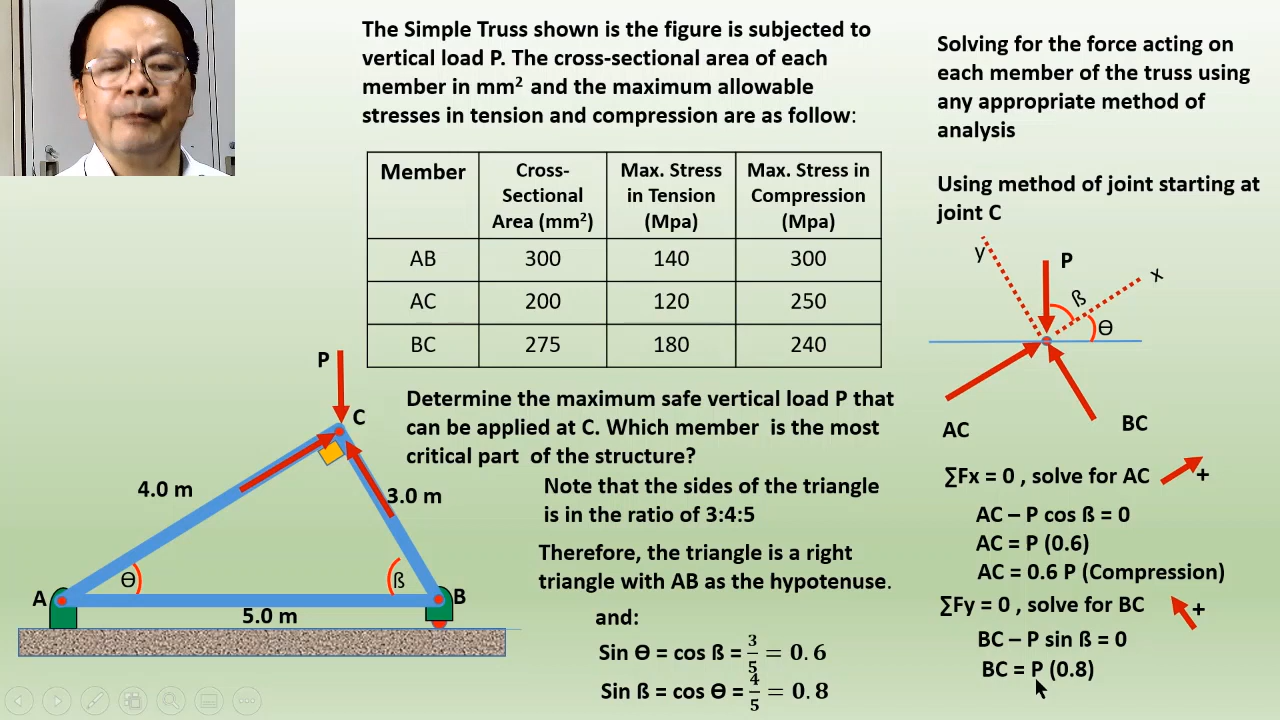 The Simple Truss shown is the figure is subjected to
vertical load P. The cross-sectional area of each
member in mm² and the maximum allowable
stresses in tension and compression are as follow:
Member
Cross-
Sectional
Area (mm²)
Max. Stress
in Tension
(Mpa)
Max. Stress in
Compression
(Mpa)
AB 300 140 300
AC 200 120 250
BC 275 180 240
Determine the maximum safe vertical load P that
can be applied at C. Which member is the most
critical part of the structure?
Note that the sides of the triangle
is in the ratio of 3:4:5
Therefore, the triangle is a right
triangle with AB as the hypotenuse.
and:
Sin Ө = cos ß = 3/5 = 0.6
Sin ß = cos Ө = 4/5 = 0.8
P
C
4.0 m
3.0 m
Ө
ß
A
B
5.0 m
Solving for the force acting on
each member of the truss using
any appropriate method of
analysis
Using method of joint starting at
joint C
y
P
x
ß
Ө
AC
BC
∑Fx = 0 , solve for AC +
AC – P cos ß = 0
AC = P (0.6)
AC = 0.6 P (Compression)
∑Fy = 0 , solve for BC +
BC – P sin ß = 0
BC = P (0.8)